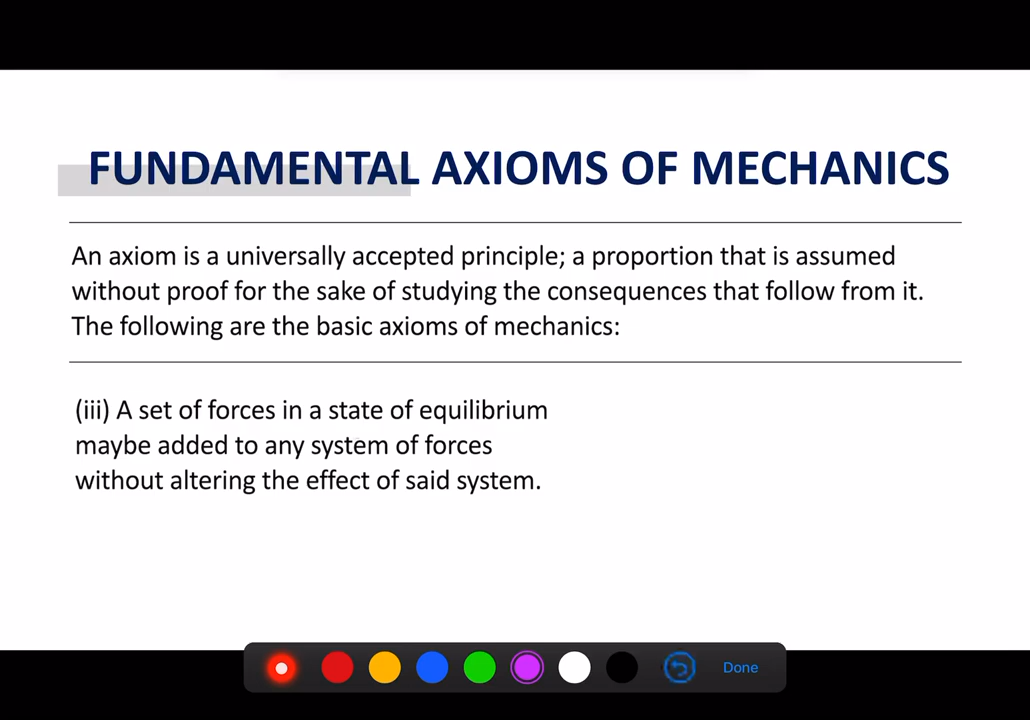 FUNDAMENTAL AXIOMS OF MECHANICS
An axiom is a universally accepted principle; a proportion that is assumed
without proof for the sake of studying the consequences that follow from it.
The following are the basic axioms of mechanics:
(iii) A set of forces in a state of equilibrium
maybe added to any system of forces
without altering the effect of said system.
Done